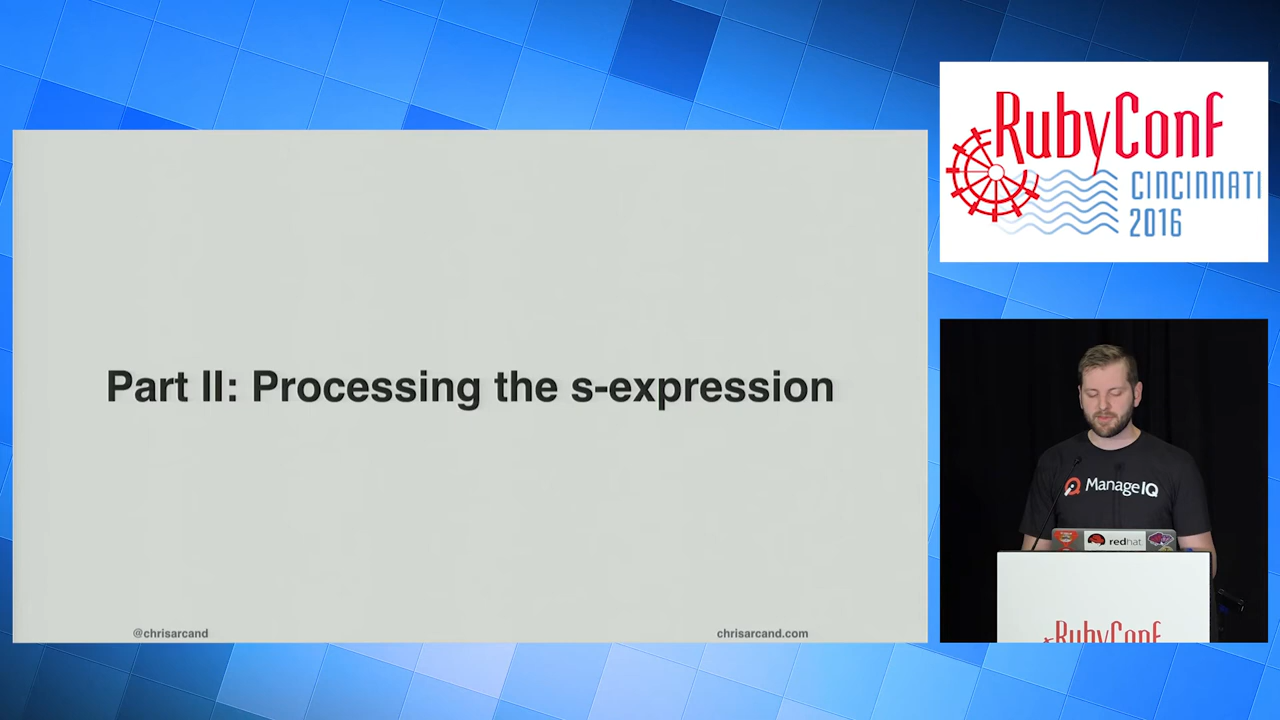 Part II: Processing the s-expression
@chrisarcand
chrisarcand.com
RubyConf
CINCINNATI
2016
ManageIQ
redhat
RubyConf